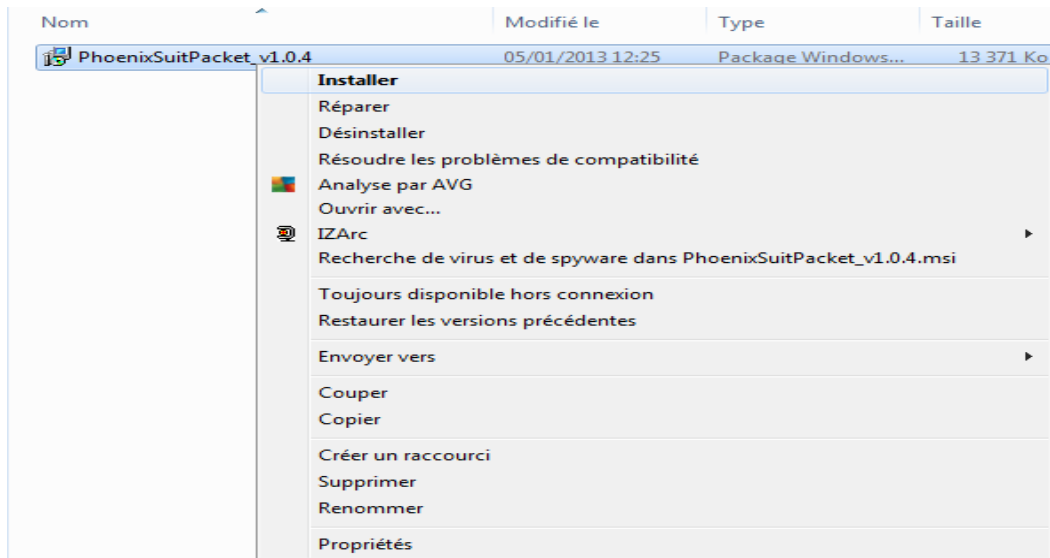 Nom Modifié le Type Taille
PhoenixSuitPacket_v1.0.4 05/01/2013 12:25 Package Windows... 13 371 Ko
Installer
Réparer
Désinstaller
Résoudre les problèmes de compatibilité
Analyse par AVG
Ouvrir avec...
IZArc
Recherche de virus et de spyware dans PhoenixSuitPacket_v1.0.4.msi
Toujours disponible hors connexion
Restaurer les versions précédentes
Envoyer vers
Couper
Copier
Créer un raccourci
Supprimer
Renommer
Propriétés